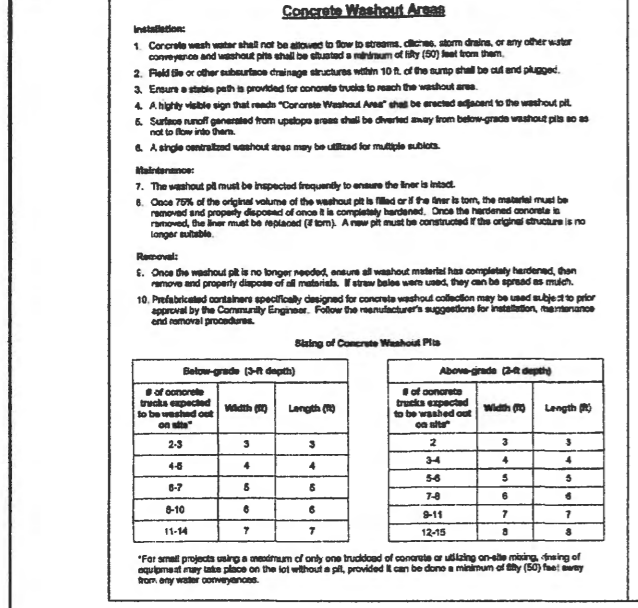 Concrete Washout Areas
Installation:
1. Concrete wash water shall not be allowed to flow to streams, ditches, storm drains, or any other water
conveyance and washout pits shall be situated a minimum of fifty (50) feet from them.
2. Field tile or other subsurface drainage structures within 10 ft. of the sump shall be cut and plugged.
3. Ensure a stable path is provided for concrete trucks to reach the washout area.
4. A highly visible sign that reads "Concrete Washout Area" shall be erected adjacent to the washout pit.
5. Surface runoff generated from upslope areas shall be diverted away from below-grade washout pits so as
not to flow into them.
6. A single centralized washout area may be utilized for multiple sublots.
Maintenance:
7. The washout pit must be inspected frequently to ensure the liner is intact.
8. Once 75% of the original volume of the washout pit is filled or if the liner is torn, the material must be
removed and properly disposed of once it is completely hardened. Once the hardened concrete is
removed, the liner must be replaced (if torn). A new pit must be constructed if the original structure is no
longer suitable.
Removal:
9. Once the washout pit is no longer needed, ensure all washout material has completely hardened, then
remove and properly dispose of all materials. If straw bales were used, they can be spread as mulch.
10. Prefabricated containers specifically designed for concrete washout collection may be used subject to prior
approval by the Community Engineer. Follow the manufacturer's suggestions for installation, maintenance
and removal procedures.
Sizing of Concrete Washout Pits
Below-grade (3-ft depth)
# of concrete
trucks expected
to be washed out
on site*
Width (ft) Length (ft)
2-3 3 3
4-5 4 4
6-7 5 5
8-10 6 6
11-14 7 7
Above-grade (2-ft depth)
# of concrete
trucks expected
to be washed out
on site*
Width (ft) Length (ft)
2 3 3
3-4 4 4
5-6 5 5
7-8 6 6
9-11 7 7
12-15 8 8
*For small projects using a maximum of only one truckload of concrete or utilizing on-site mixing, rinsing of
equipment may take place on the lot without a pit, provided it can be done a minimum of fifty (50) feet away
from any water conveyances.